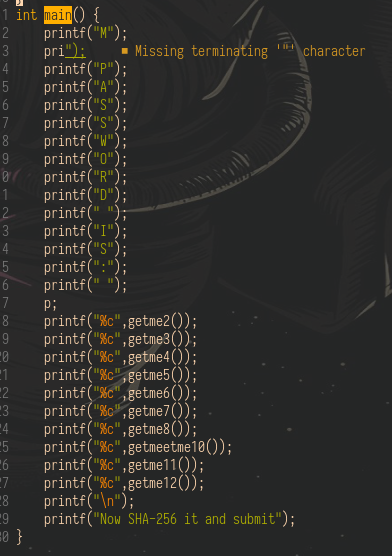 }
1 int main() {
2 printf("M");
3 pri"); ■ Missing terminating '"' character
4 printf("P");
5 printf("A");
6 printf("S");
7 printf("S");
8 printf("W");
9 printf("O");
0 printf("R");
1 printf("D");
2 printf(" ");
3 printf("I");
4 printf("S");
5 printf(":");
6 printf(" ");
7 p;
8 printf("%c",getme2());
19 printf("%c",getme3());
20 printf("%c",getme4());
21 printf("%c",getme5());
22 printf("%c",getme6());
23 printf("%c",getme7());
24 printf("%c",getme8());
25 printf("%c",getmeetme10());
26 printf("%c",getme11());
27 printf("%c",getme12());
28 printf("\n");
29 printf("Now SHA-256 it and submit");
30 }